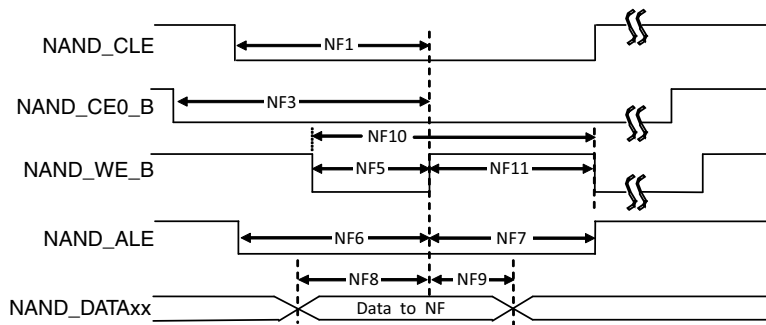 NAND_CLE
NF1
NAND_CE0_B
NF3
NF10
NAND_WE_B
NF5
NF11
NAND_ALE
NF6
NF7
NF8
NF9
NAND_DATAxx
Data to NF